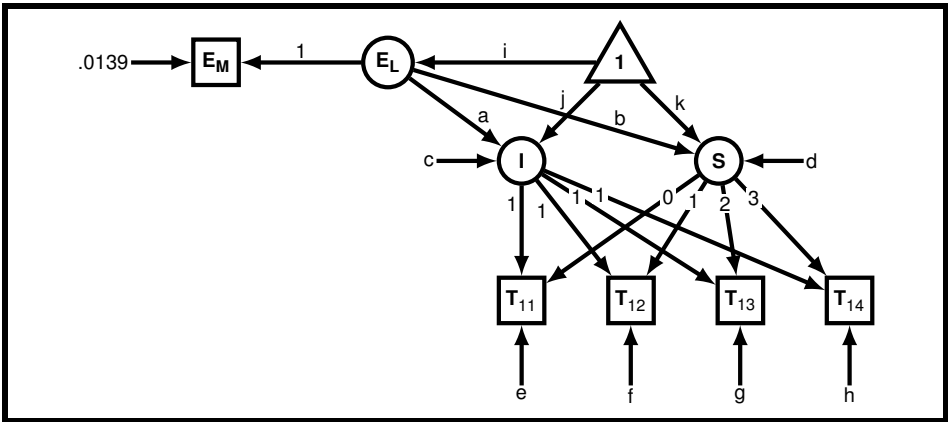 .0139 E_M 1 E_L i 1
a j b k
c I S d
1 1 1 1 0 1 2 3
T₁₁ T₁₂ T₁₃ T₁₄
e f g h